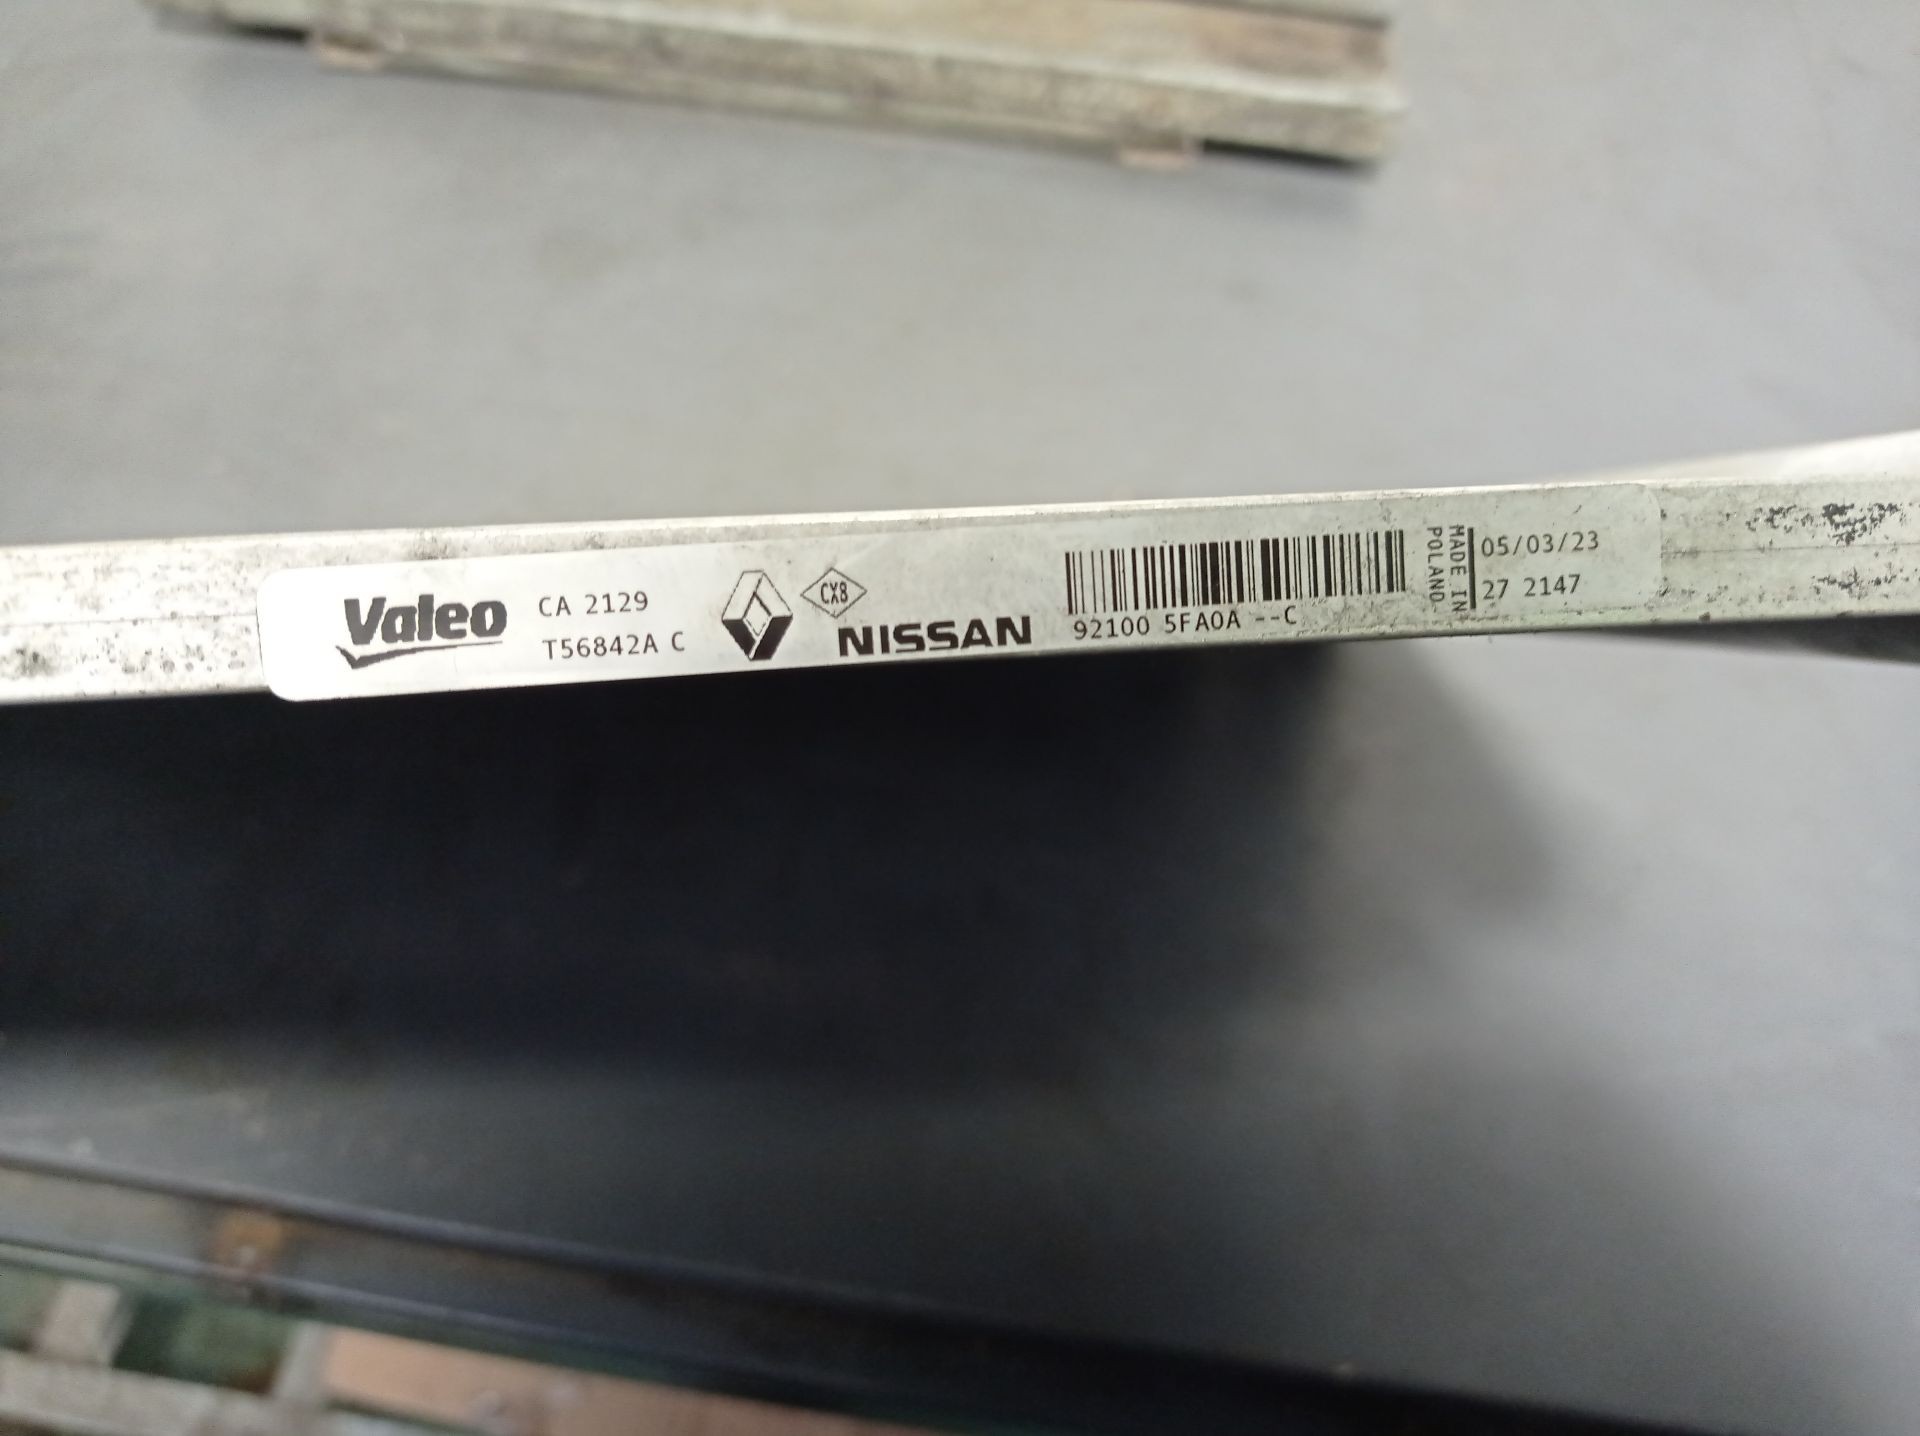 Valeo
CA 2129
T56842A C
CX8
NISSAN
92100 5FA0A --C
MADE IN
POLAND-
05/03/23
27 2147